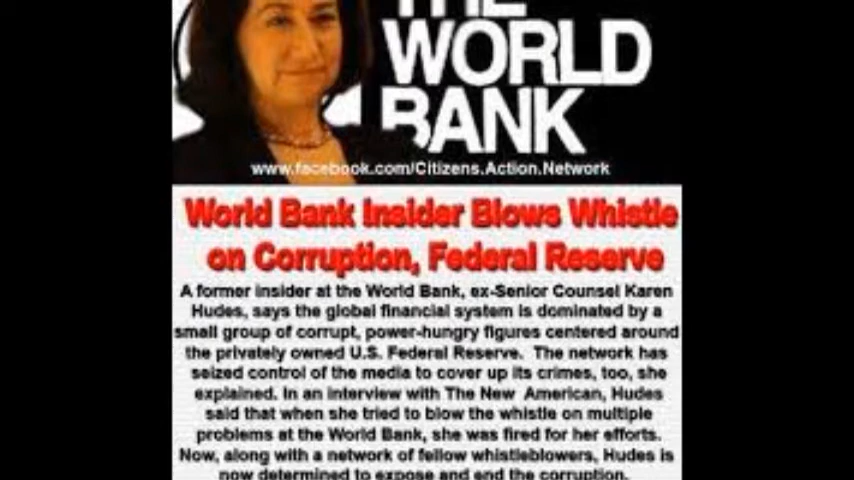 THE
WORLD
BANK
www.facebook.com/Citizens.Action.Network
World Bank Insider Blows Whistle
on Corruption, Federal Reserve
A former insider at the World Bank, ex-Senior Counsel Karen
Hudes, says the global financial system is dominated by a
small group of corrupt, power-hungry figures centered around
the privately owned U.S. Federal Reserve. The network has
seized control of the media to cover up its crimes, too, she
explained. In an interview with The New American, Hudes
said that when she tried to blow the whistle on multiple
problems at the World Bank, she was fired for her efforts.
Now, along with a network of fellow whistleblowers, Hudes is
now determined to expose and end the corruption.